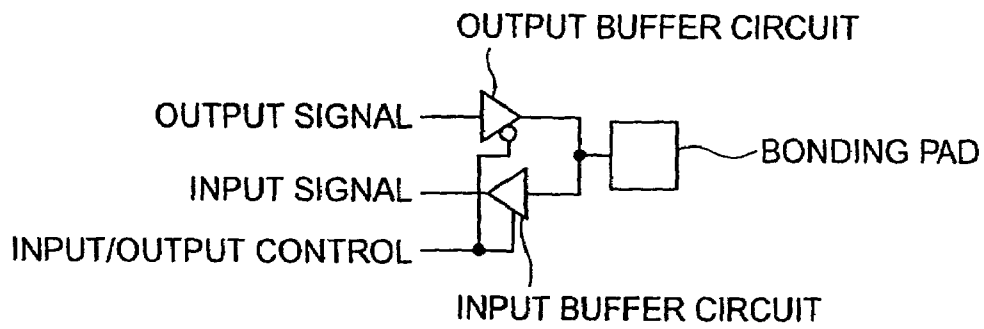 OUTPUT BUFFER CIRCUIT
OUTPUT SIGNAL
BONDING PAD
INPUT SIGNAL
INPUT/OUTPUT CONTROL
INPUT BUFFER CIRCUIT